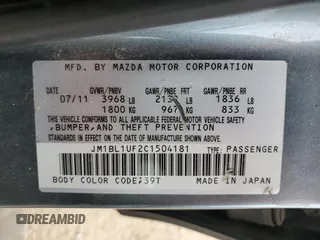 MFD. BY MAZDA MOTOR CORPORATION
GVWR/PNBV GAWR/PNBE FRT GAWR/PNBE RR
07/11 3968 LB 2132 LB 1836 LB
1800 KG 967 KG 833 KG
THIS VEHICLE CONFORMS TO ALL APPLICABLE FEDERAL MOTOR VEHICLE SAFETY
,BUMPER,AND THEFT PREVENTION
STANDARDS IN EFFECT ON THE DATE OF MANUFACTURE SHOWN ABOVE.
JM1BL1UF2C1504181 TYPE: PASSENGER
BODY COLOR CODE: 39T MADE IN JAPAN
EPICVIN